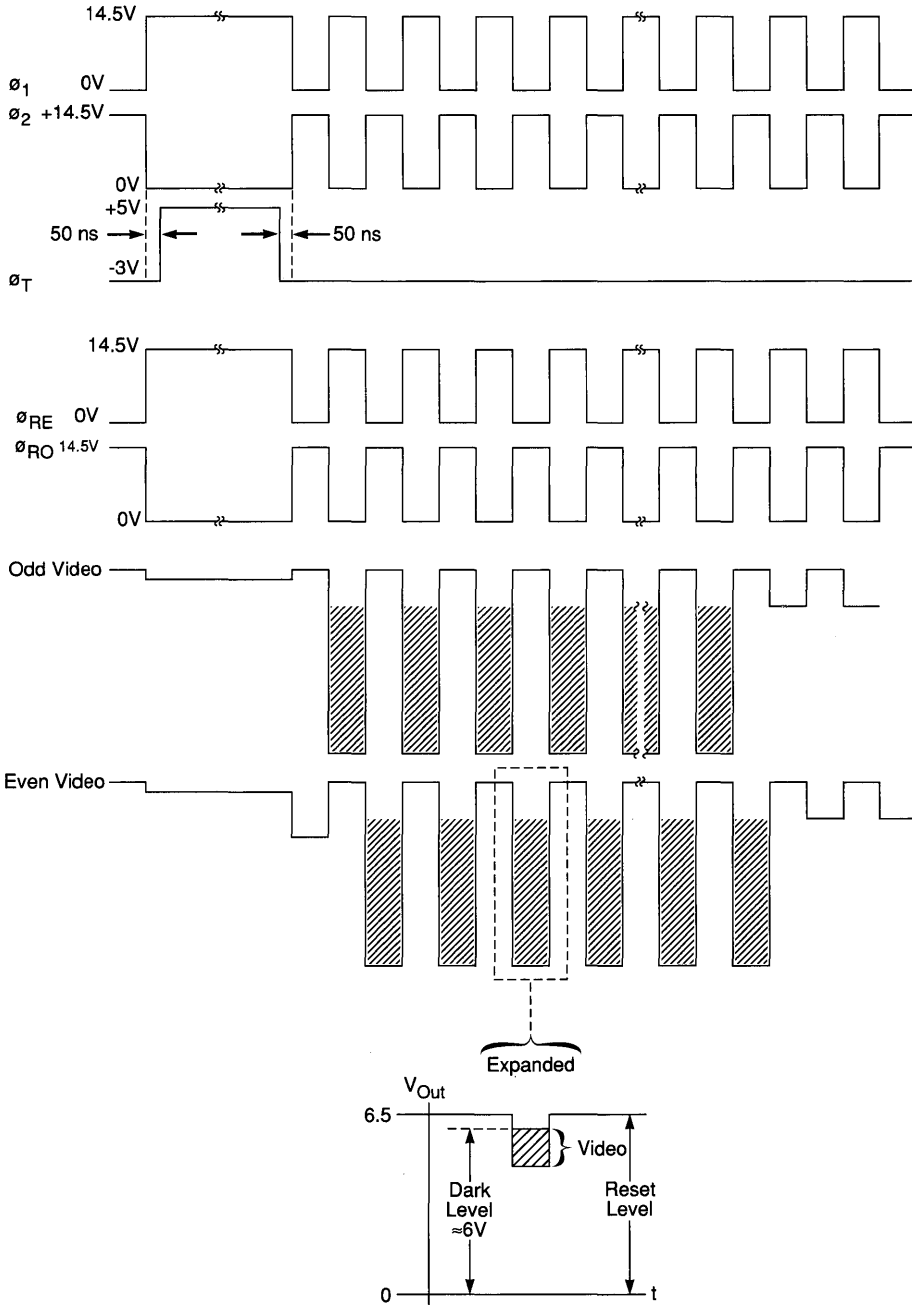 14.5V
ø1 0V
ø2 +14.5V
0V
+5V
50 ns 50 ns
-3V
øT
14.5V
øRE 0V
øRO 14.5V
0V
Odd Video
Even Video
Expanded
VOut
6.5
Video
Dark Level ≈6V
Reset Level
0 t